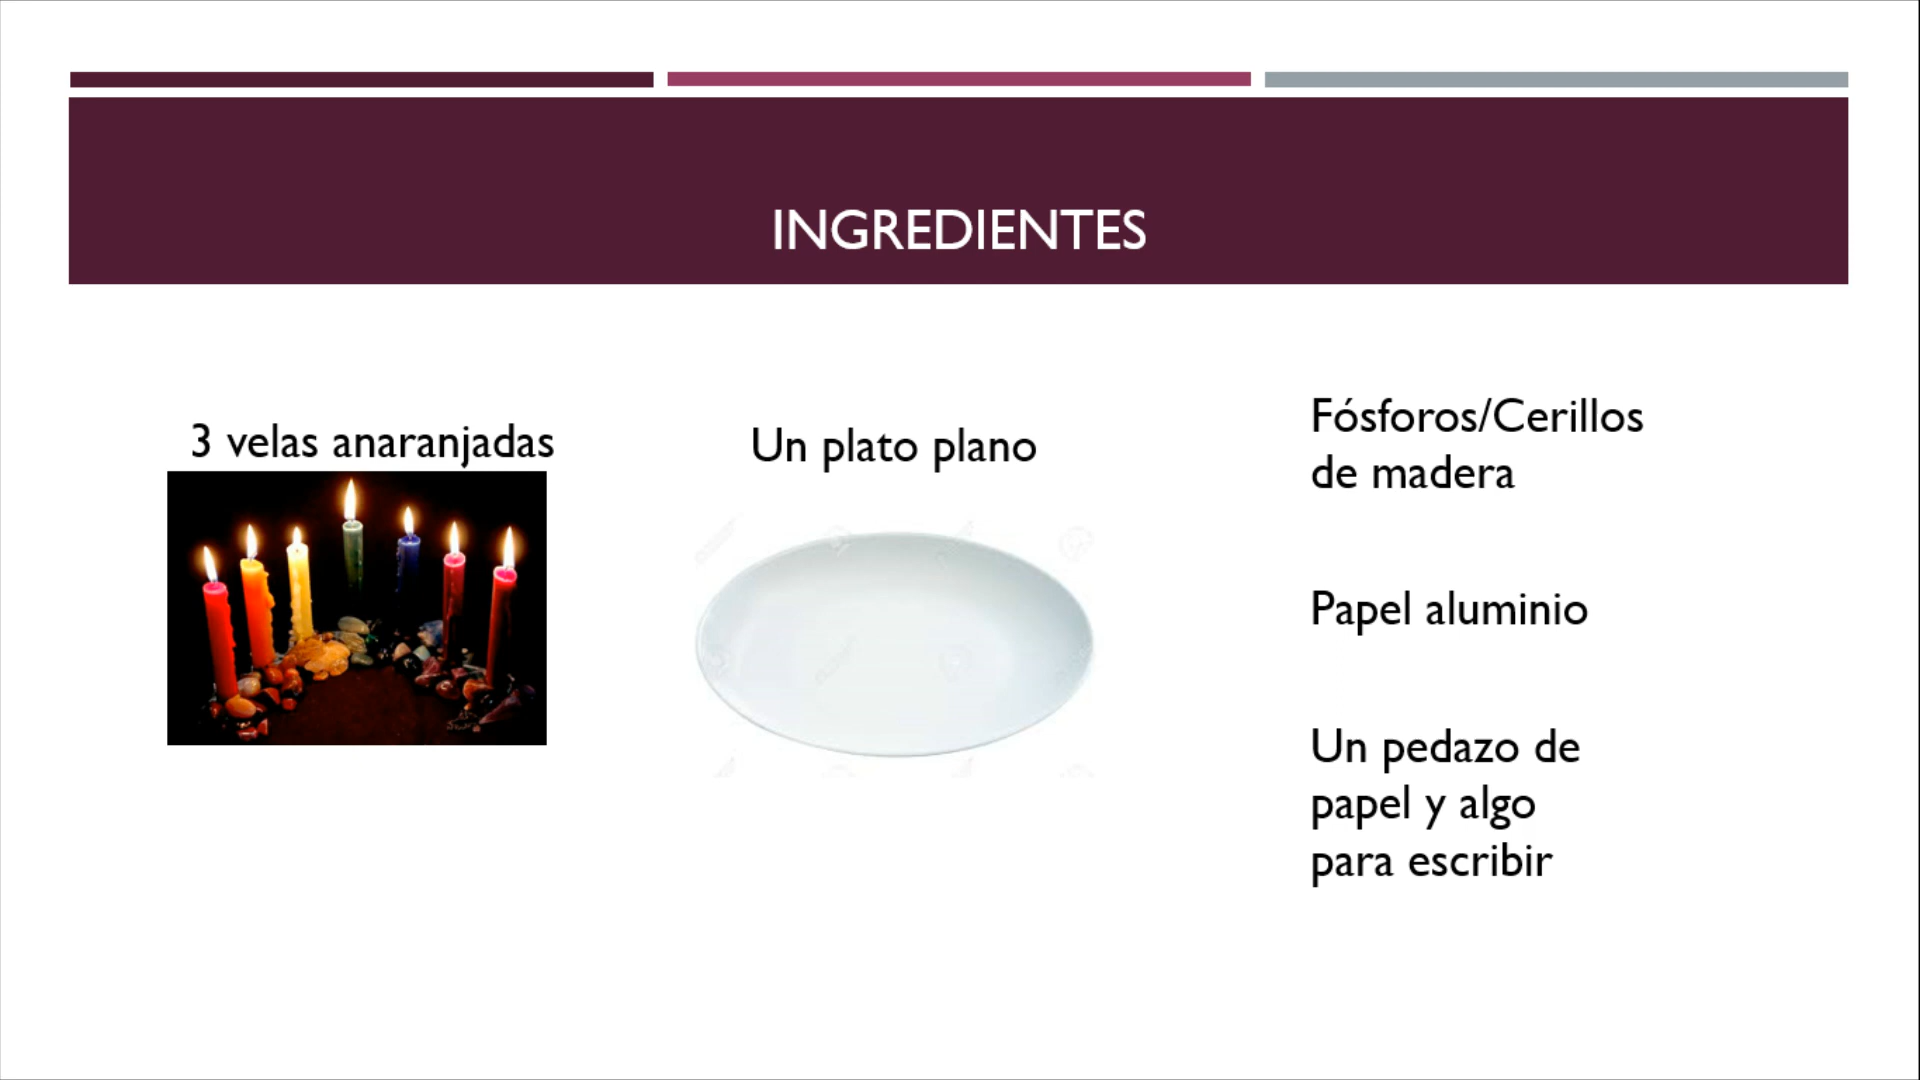 INGREDIENTES
3 velas anaranjadas
Un plato plano
Fósforos/Cerillos
de madera
Papel aluminio
Un pedazo de
papel y algo
para escribir